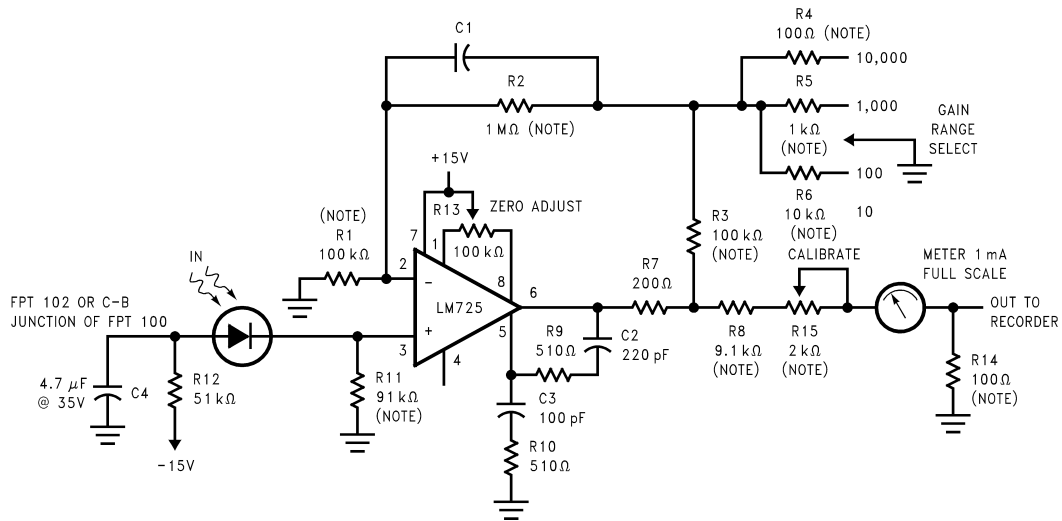 C1
R2
1 MΩ (NOTE)
R4
100Ω (NOTE)
10,000
R5
1,000
1 kΩ
(NOTE)
GAIN
RANGE
SELECT
100
R6
10 kΩ
(NOTE)
10
+15V
R13
ZERO ADJUST
100 kΩ
(NOTE)
R1
100 kΩ
7
1
2
8
6
5
3
4
−
+
LM725
IN
FPT 102 OR C-B
JUNCTION OF FPT 100
4.7 µF
@ 35V
C4
R12
51 kΩ
-15V
R11
91 kΩ
(NOTE)
R3
100 kΩ
(NOTE)
R7
200Ω
R9
510Ω
C2
220 pF
C3
100 pF
R10
510Ω
CALIBRATE
R8
9.1 kΩ
(NOTE)
R15
2 kΩ
(NOTE)
METER 1 mA
FULL SCALE
OUT TO
RECORDER
R14
100Ω
(NOTE)